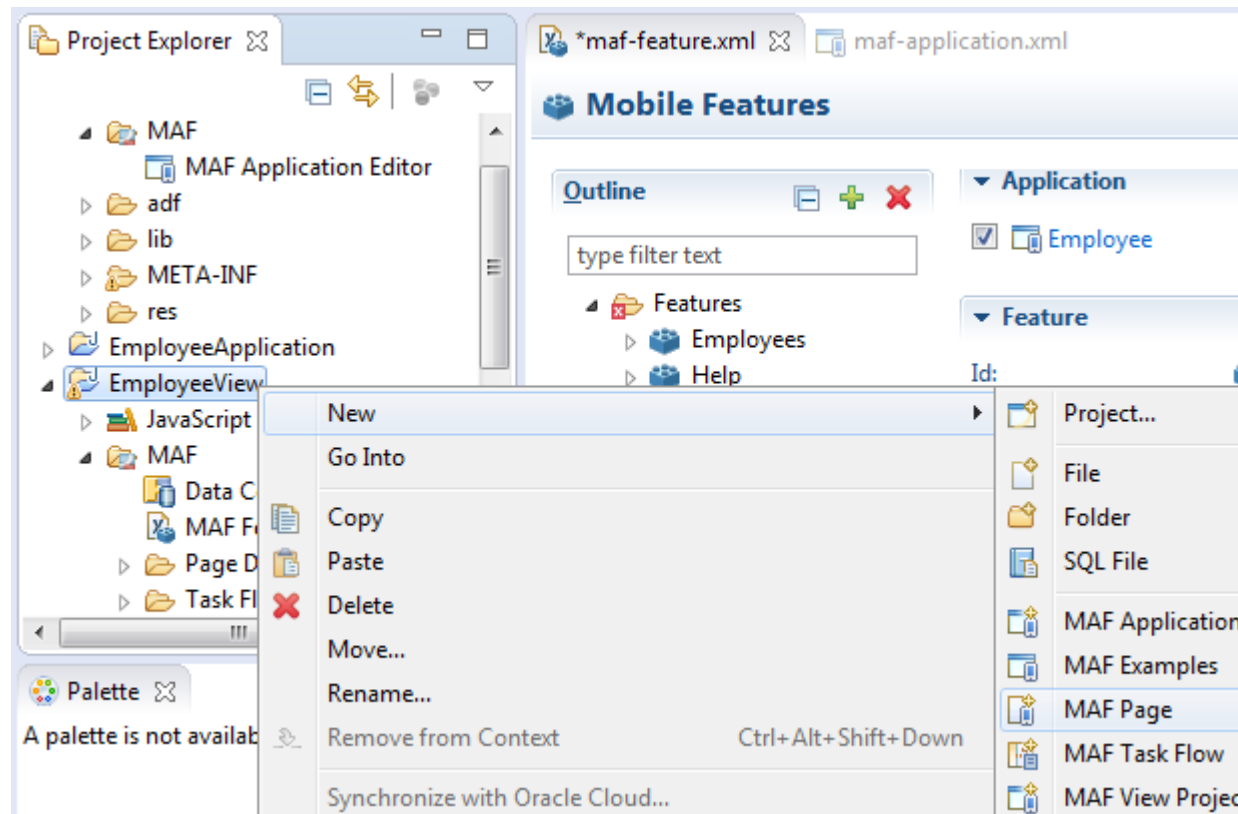 Project Explorer
*maf-feature.xml
maf-application.xml
Mobile Features
MAF
MAF Application Editor
adf
lib
META-INF
res
EmployeeApplication
EmployeeView
JavaScript
MAF
Data
MAF
Page
Task
Outline
type filter text
Features
Employees
Help
Application
Employee
Feature
Id:
New
Go Into
Copy
Paste
Delete
Move...
Rename...
Remove from Context Ctrl+Alt+Shift+Down
Synchronize with Oracle Cloud...
Project...
File
Folder
SQL File
MAF Application
MAF Examples
MAF Page
MAF Task Flow
MAF View
Palette
A palette is not